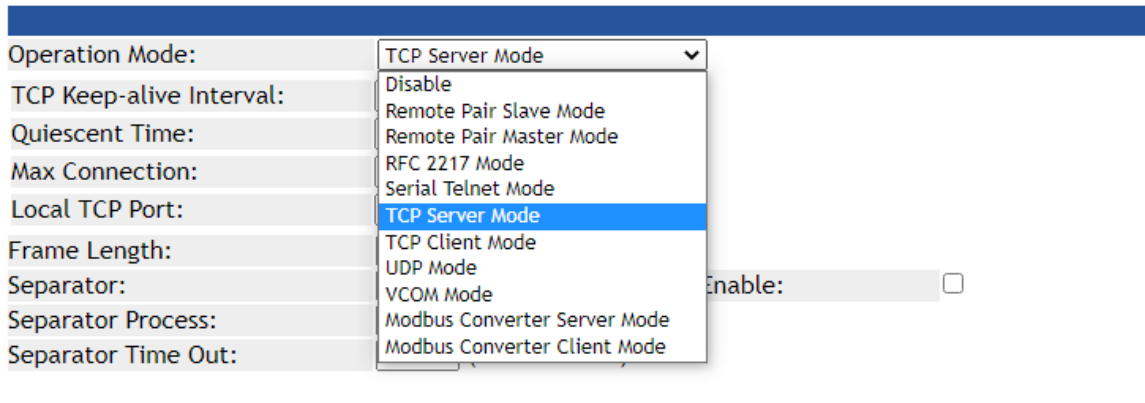 Operation Mode: TCP Server Mode
Disable
TCP Keep-alive Interval:
Remote Pair Slave Mode
Quiescent Time:
Remote Pair Master Mode
RFC 2217 Mode
Max Connection:
Serial Telnet Mode
Local TCP Port:
TCP Server Mode
TCP Client Mode
Frame Length:
UDP Mode
Separator: Enable:
VCOM Mode
Separator Process:
Modbus Converter Server Mode
Separator Time Out:
Modbus Converter Client Mode